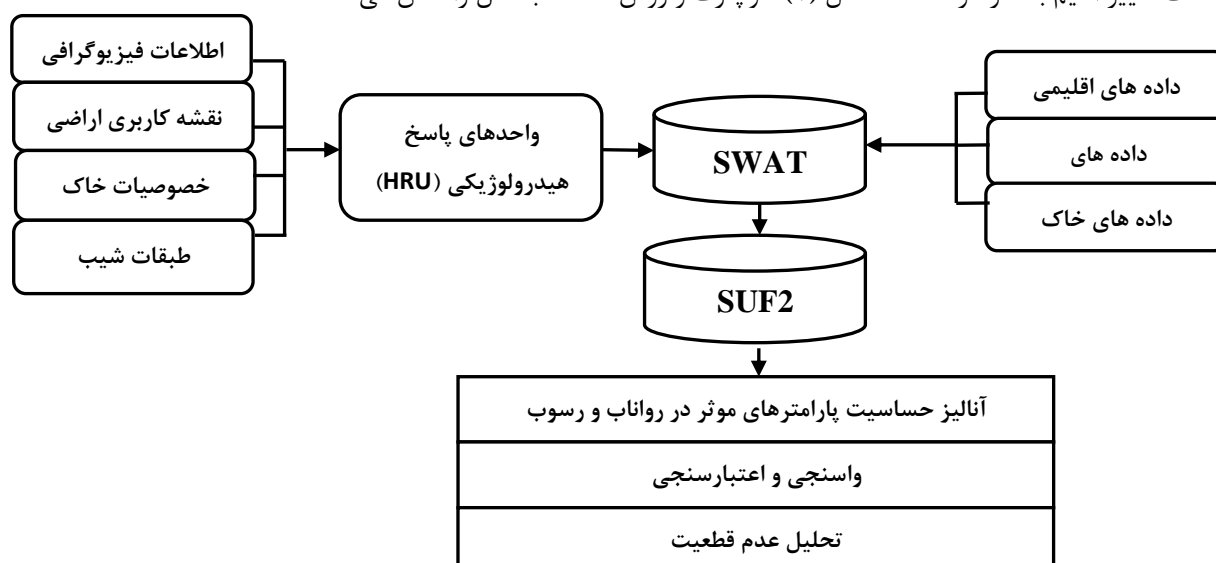 اطلاعات فیزیوگرافی
نقشه کاربری اراضی
خصوصیات خاک
طبقات شیب
واحدهای پاسخ
هیدرولوژیکی (HRU)
SWAT
داده های اقلیمی
داده های
داده های خاک
SUF2
آنالیز حساسیت پارامترهای موثر در رواناب و رسوب
واسنجی و اعتبارسنجی
تحلیل عدم قطعیت